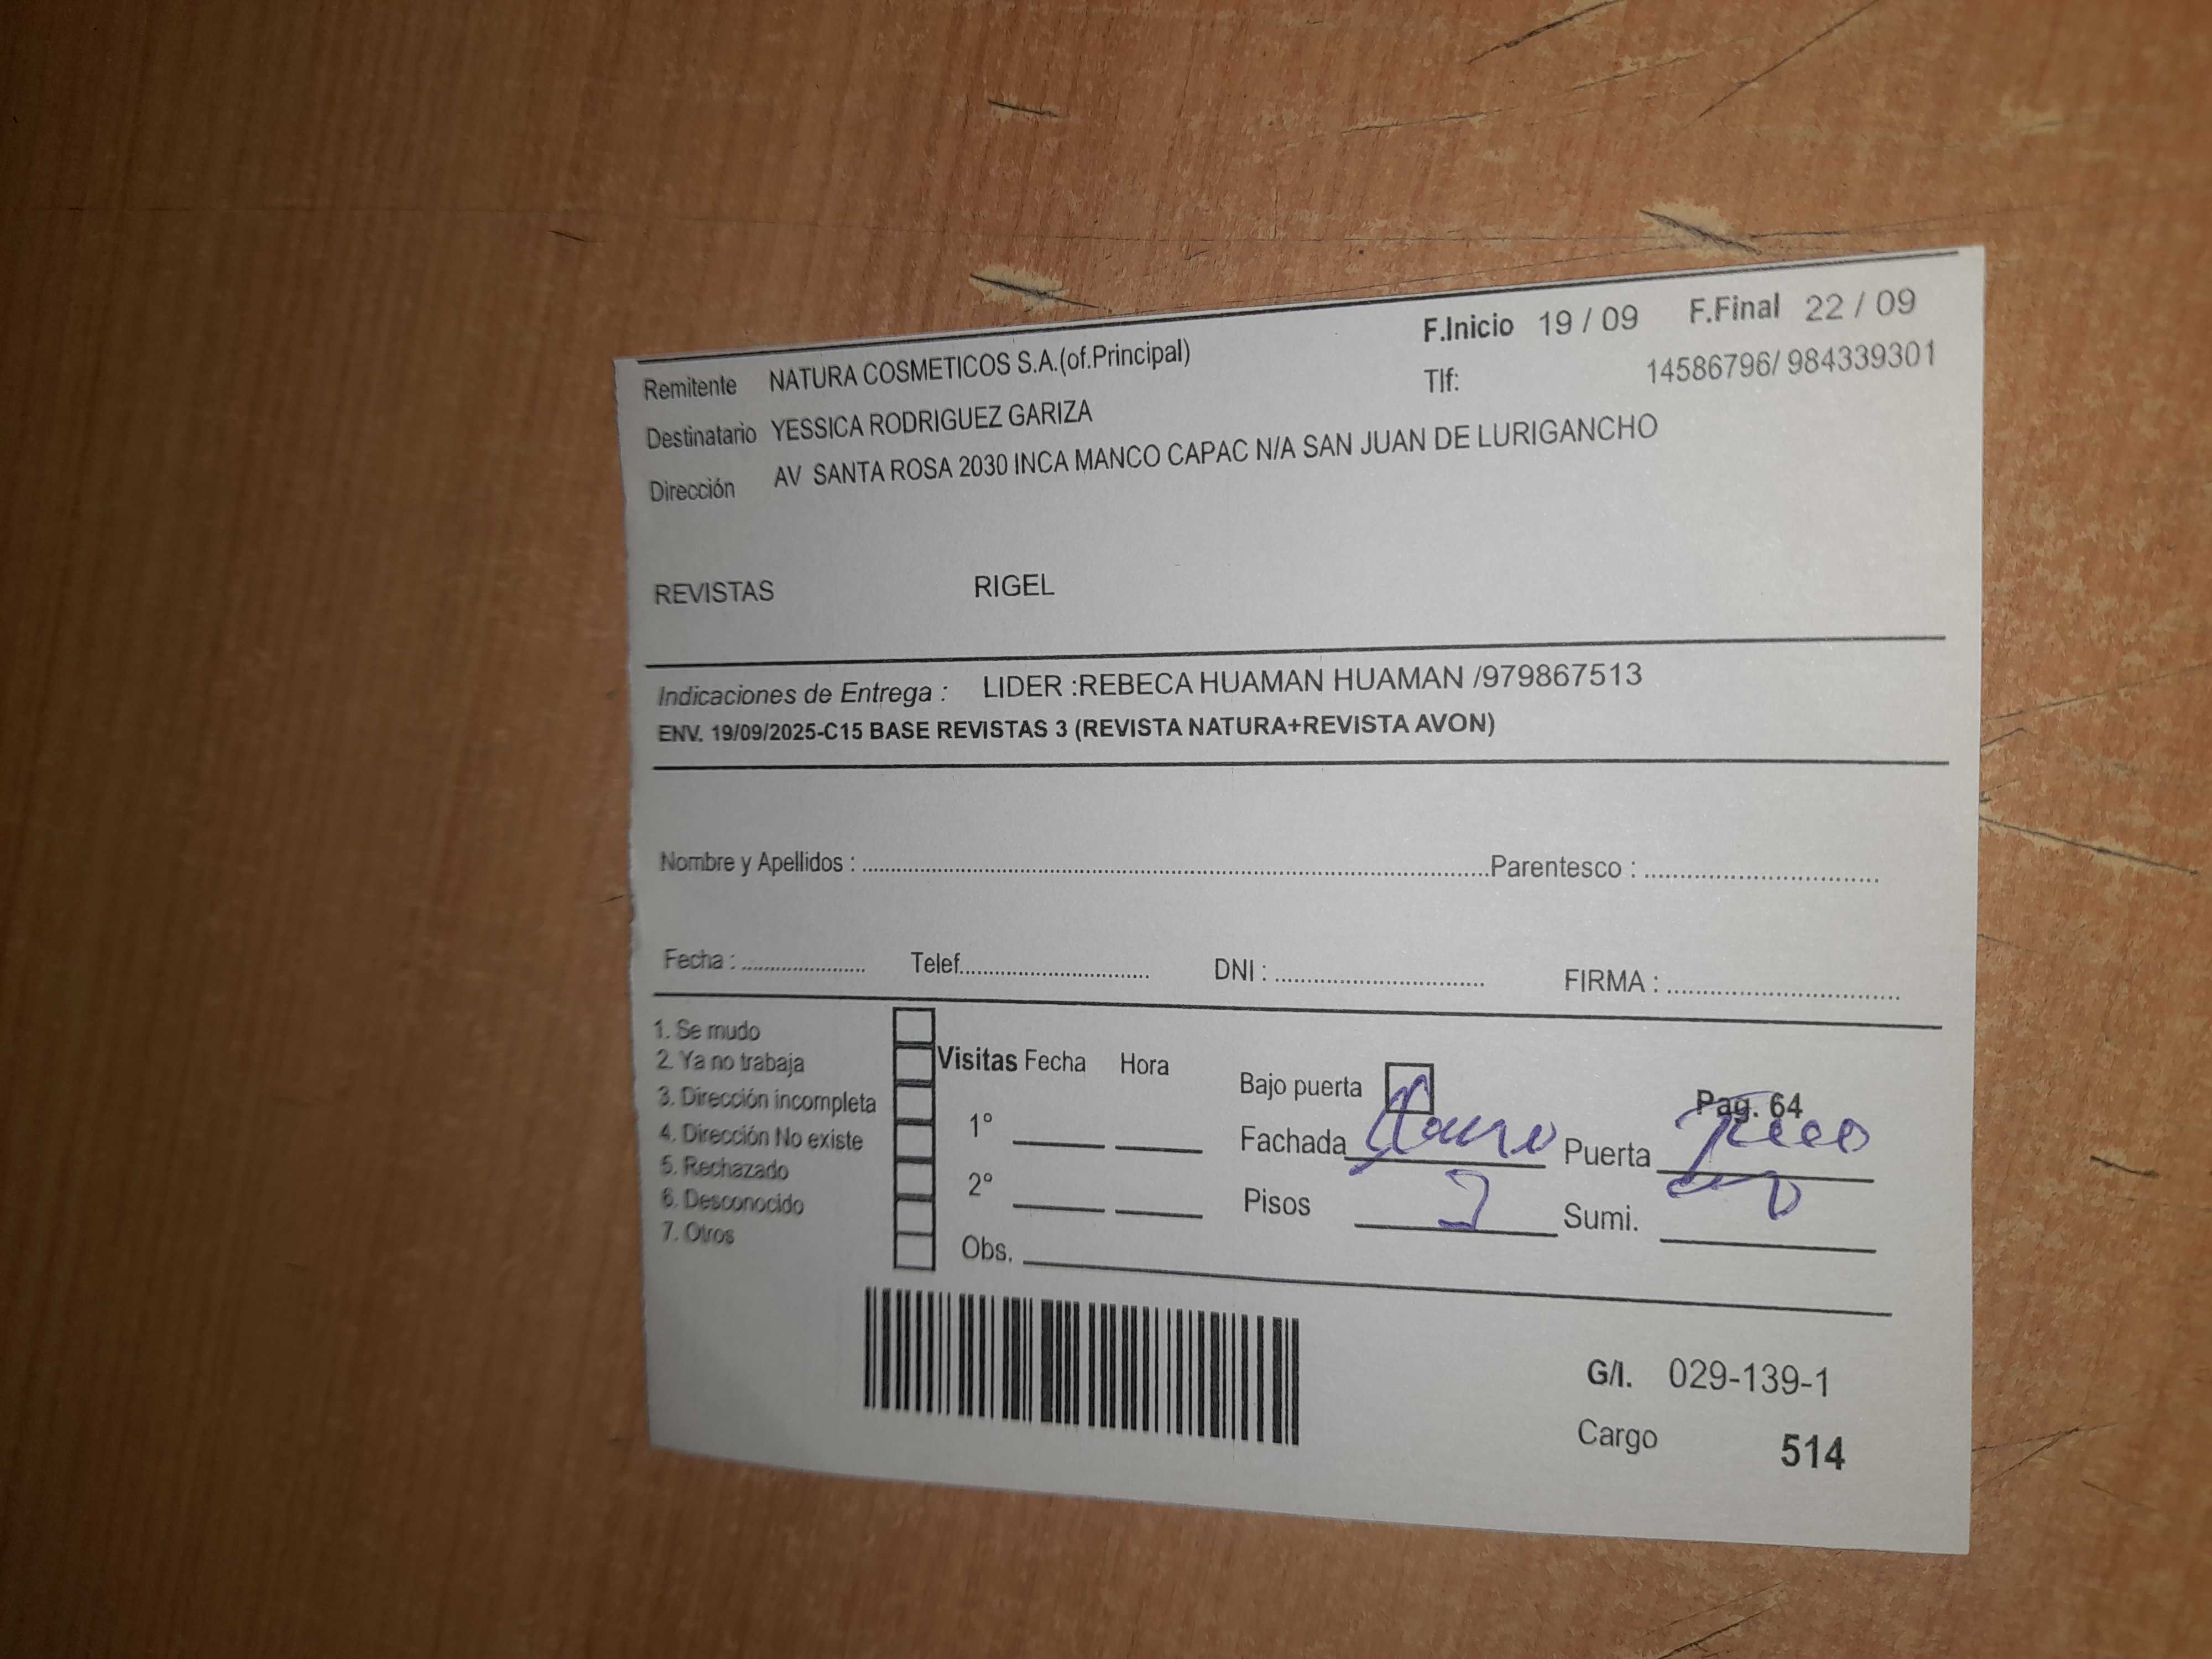 F.Inicio 19 / 09 F.Final 22 / 09
Remitente NATURA COSMETICOS S.A.(of.Principal) Tlf: 14586796/ 984339301
Destinatario YESSICA RODRIGUEZ GARIZA
Dirección AV SANTA ROSA 2030 INCA MANCO CAPAC N/A SAN JUAN DE LURIGANCHO
REVISTAS RIGEL
Indicaciones de Entrega : LIDER :REBECA HUAMAN HUAMAN /979867513
ENV. 19/09/2025-C15 BASE REVISTAS 3 (REVISTA NATURA+REVISTA AVON)
Nombre y Apellidos : Parentesco :
Fecha : Telef. DNI : FIRMA :
1. Se mudo
2. Ya no trabaja
3. Dirección incompleta
4. Dirección No existe
5. Rechazado
6. Desconocido
7. Otros
Visitas Fecha Hora
1º
2º
Obs.
Bajo puerta Pag. 64
Fachada Puerta
Pisos Sumi.
G/I. 029-139-1
Cargo 514